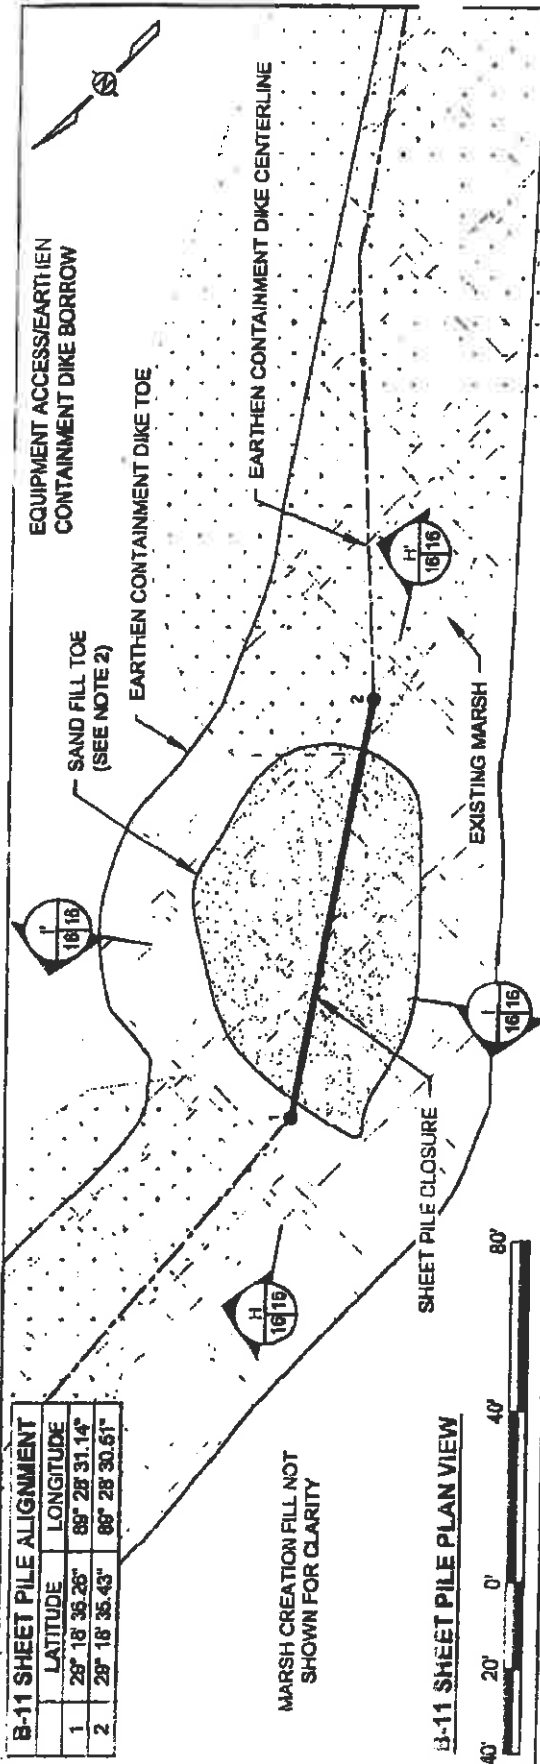 B-11 SHEET PILE ALIGNMENT
LATITUDE LONGITUDE
1 29° 18' 36.26" 89° 28' 31.14"
2 29° 18' 35.43" 89° 28' 30.51"
EQUIPMENT ACCESS/EARTHEN
CONTAINMENT DIKE BORROW
N
SAND FILL TOE
(SEE NOTE 2)
EARTHEN CONTAINMENT DIKE TOE
EARTHEN CONTAINMENT DIKE CENTERLINE
I'
16 16
H
16 16
1
2
H'
16 16
I
16 16
SHEET PILE CLOSURE
EXISTING MARSH
MARSH CREATION FILL NOT
SHOWN FOR CLARITY
B-11 SHEET PILE PLAN VIEW
40' 20' 0' 40' 80'